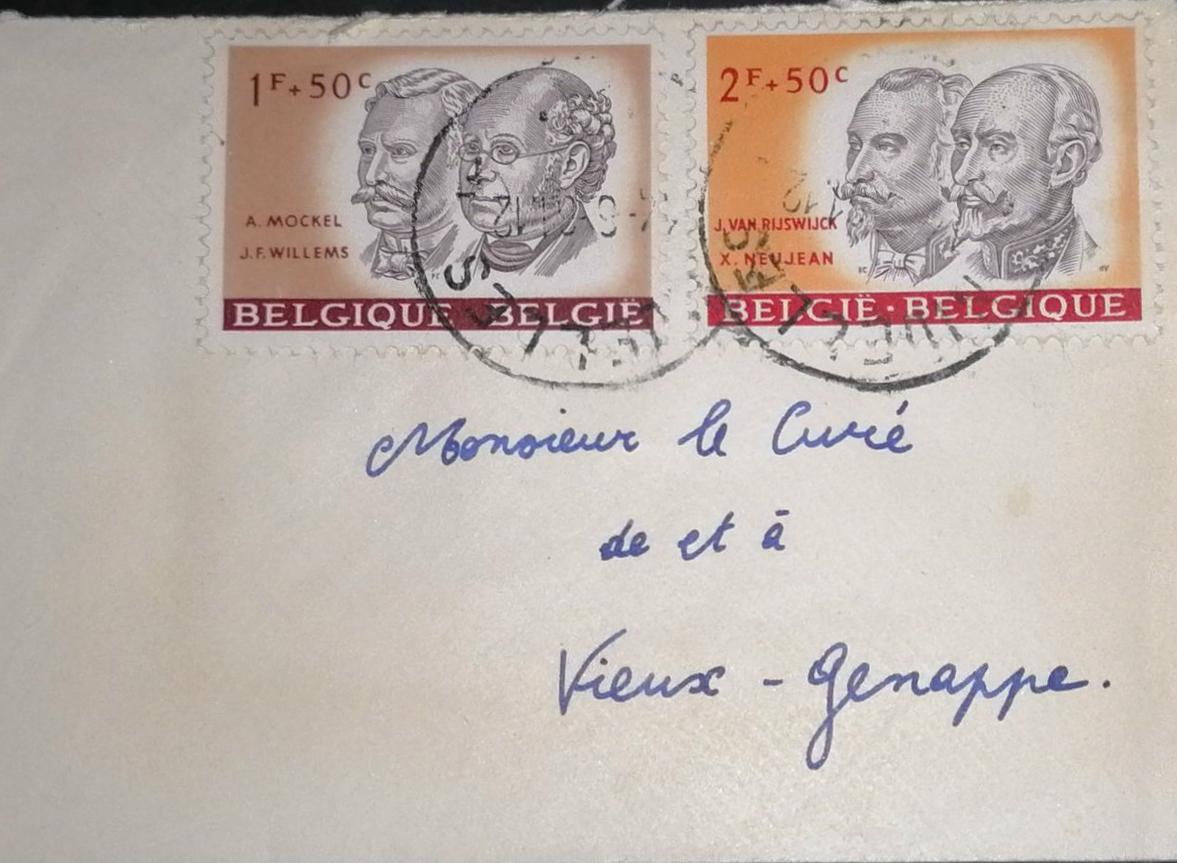 1F+50C
A. MOCKEL
J.F. WILLEMS
BELGIQUE·BELGIË
2F+50C
J. VAN RIJSWIJCK
X. NEUJEAN
BELGIË·BELGIQUE
Monsieur le Curé
de et à
Vieux-Genappe.